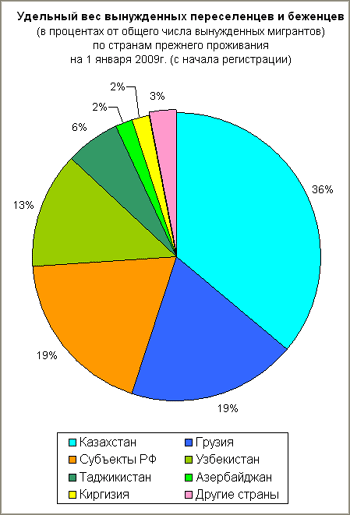 Удельный вес вынужденных переселенцев и беженцев
(в процентах от общего числа вынужденных мигрантов)
по странам прежнего проживания
на 1 января 2009г. (с начала регистрации)
2%
2%
3%
6%
36%
13%
19%
19%
Казахстан
Грузия
Субъекты РФ
Узбекистан
Таджикистан
Азербайджан
Киргизия
Другие страны